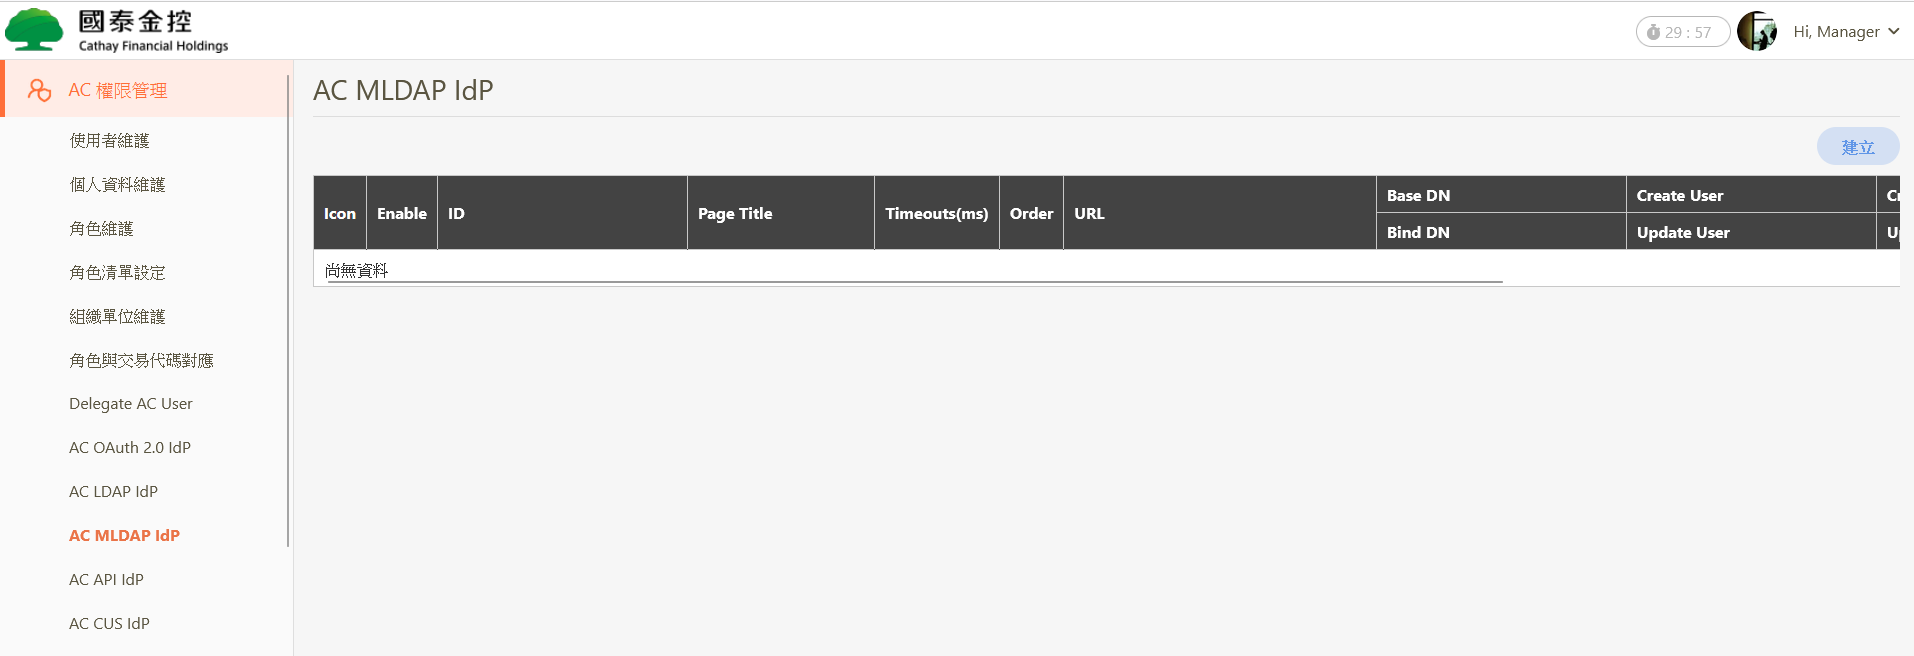 國泰金控
Cathay Financial Holdings
29 : 57
Hi, Manager
AC 權限管理
使用者維護
個人資料維護
角色維護
角色清單設定
組織單位維護
角色與交易代碼對應
Delegate AC User
AC OAuth 2.0 IdP
AC LDAP IdP
AC MLDAP IdP
AC API IdP
AC CUS IdP
AC MLDAP IdP
建立
Icon Enable ID Page Title Timeouts(ms) Order URL
Base DN Create User
Bind DN Update User
尚無資料